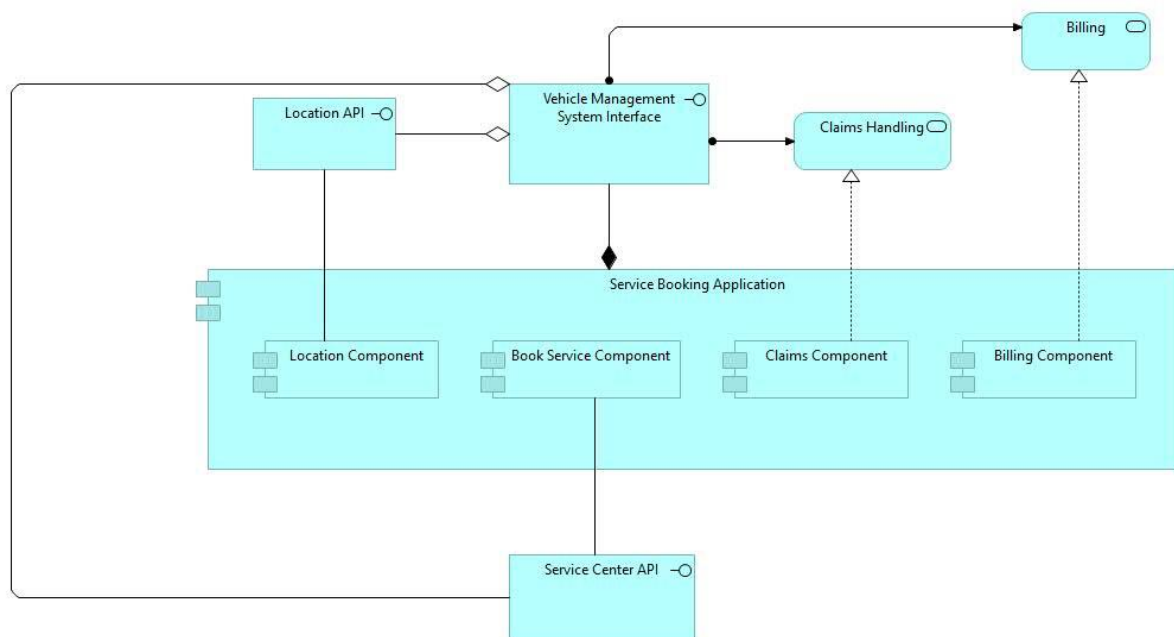 Billing
Location API
Vehicle Management
System Interface
Claims Handling
Service Booking Application
Location Component
Book Service Component
Claims Component
Billing Component
Service Center API